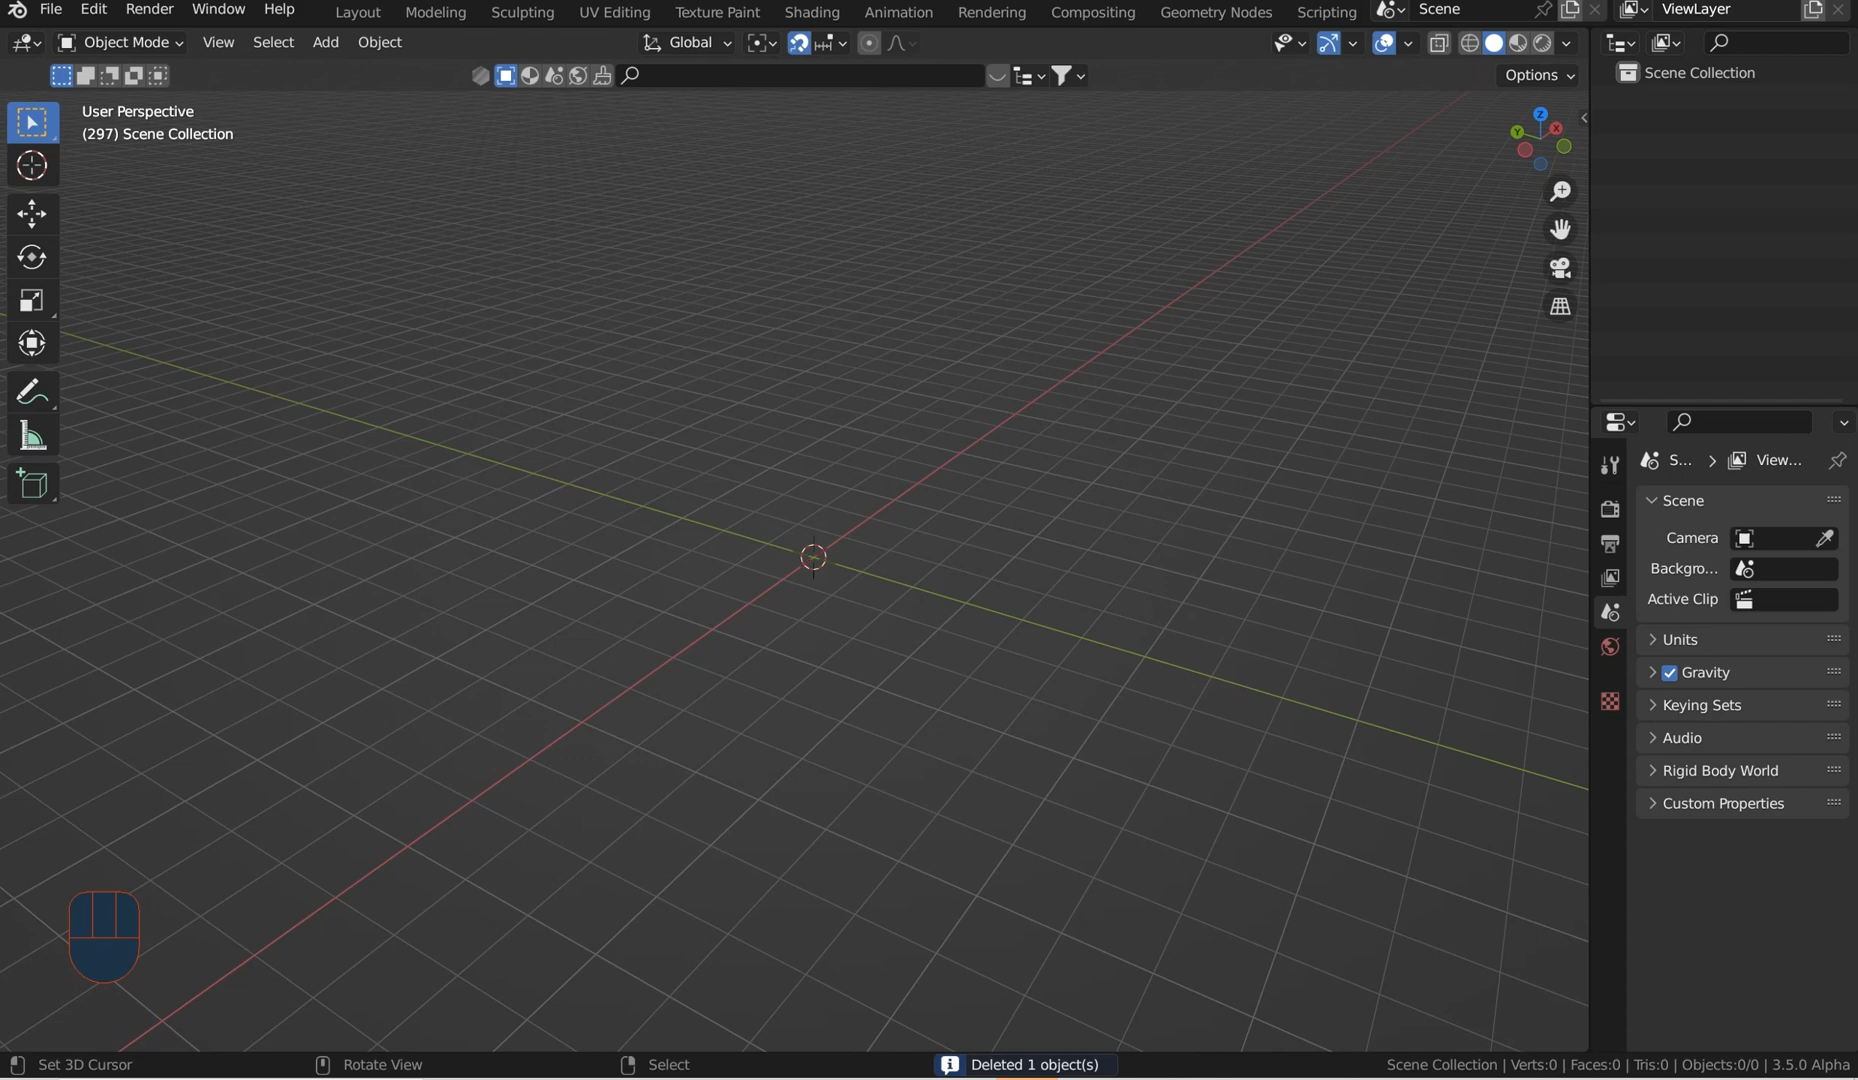 File Edit Render Window Help Layout Modeling Sculpting UV Editing Texture Paint Shading Animation Rendering Compositing Geometry Nodes Scripting Scene ViewLayer
Object Mode View Select Add Object Global
Options
Scene Collection
User Perspective
(297) Scene Collection
Z
Y
X
S... View...
Scene
Camera
Backgro...
Active Clip
Units
Gravity
Keying Sets
Audio
Rigid Body World
Custom Properties
Set 3D Cursor Rotate View Select Deleted 1 object(s) Scene Collection | Verts:0 | Faces:0 | Tris:0 | Objects:0/0 | 3.5.0 Alpha